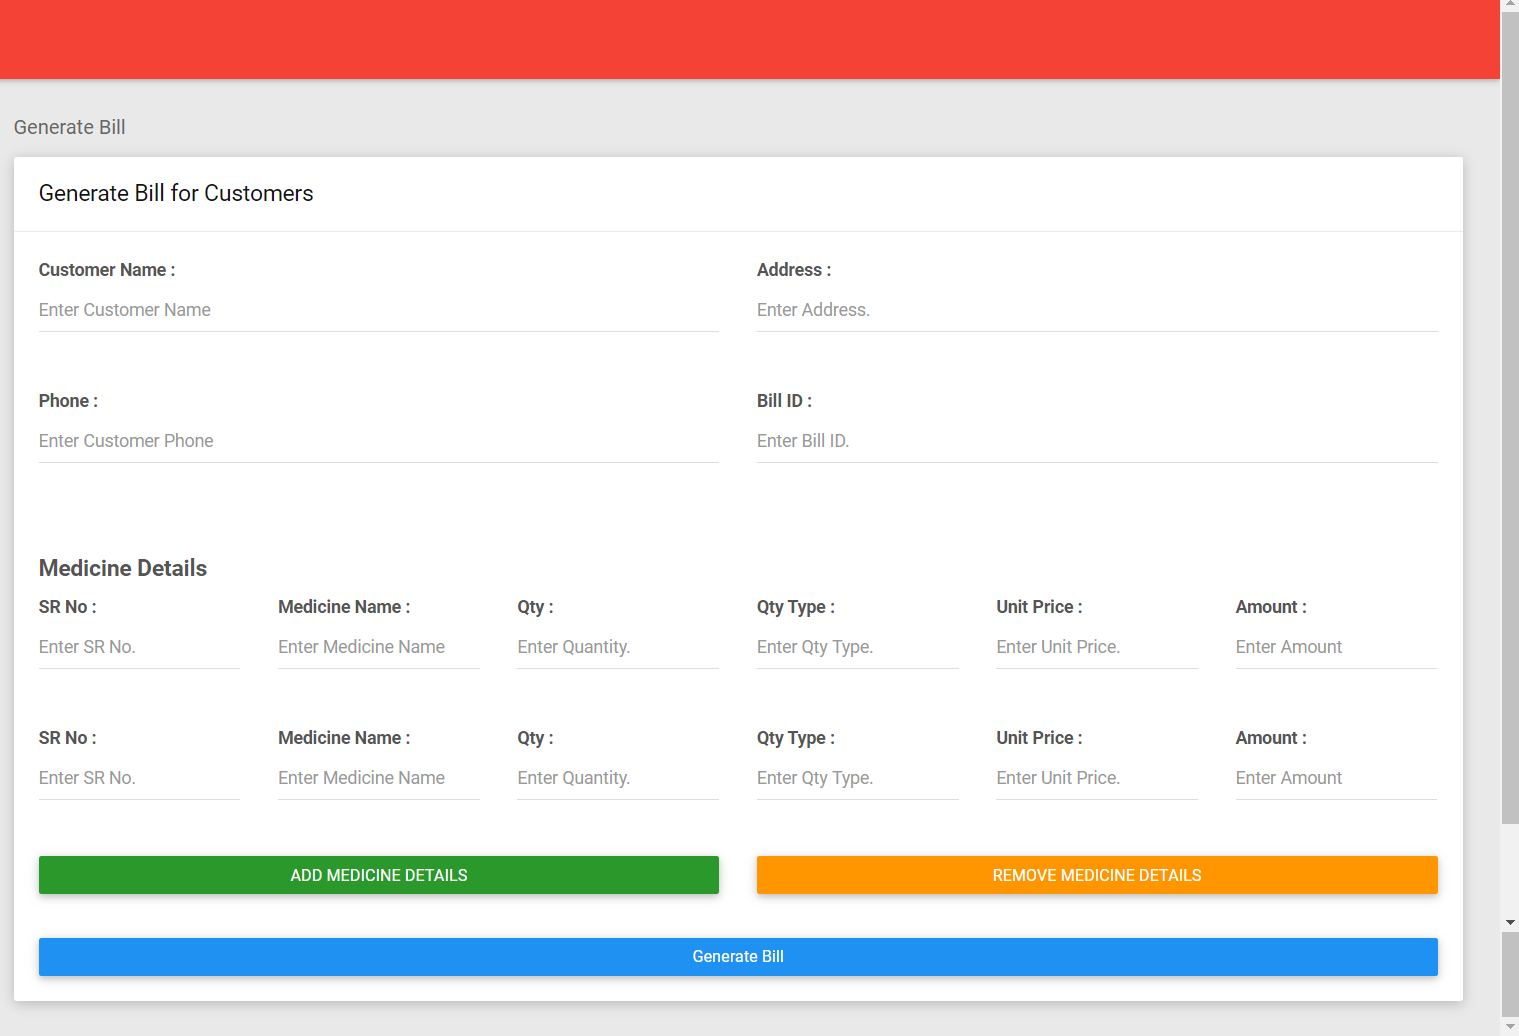 Generate Bill
Generate Bill for Customers
Customer Name : Address :
Enter Customer Name Enter Address.
Phone : Bill ID :
Enter Customer Phone Enter Bill ID.
Medicine Details
SR No : Medicine Name : Qty : Qty Type : Unit Price : Amount :
Enter SR No. Enter Medicine Name Enter Quantity. Enter Qty Type. Enter Unit Price. Enter Amount
SR No : Medicine Name : Qty : Qty Type : Unit Price : Amount :
Enter SR No. Enter Medicine Name Enter Quantity. Enter Qty Type. Enter Unit Price. Enter Amount
ADD MEDICINE DETAILS REMOVE MEDICINE DETAILS
Generate Bill